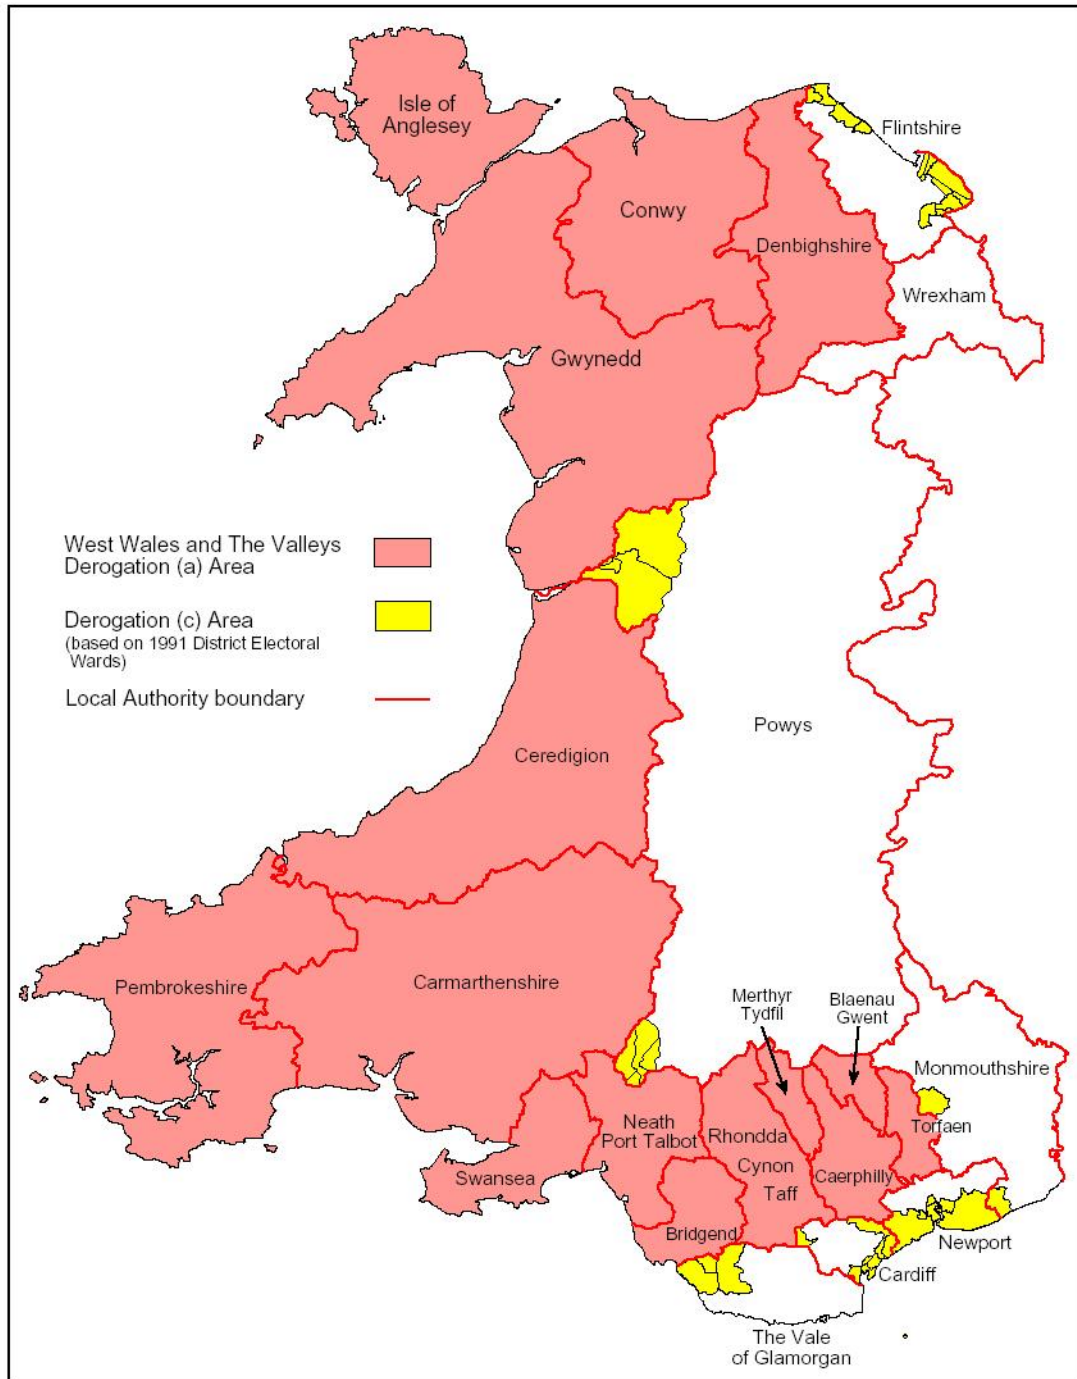 Isle of
Anglesey
Flintshire
Conwy
Denbighshire
Wrexham
Gwynedd
West Wales and The Valleys
Derogation (a) Area
Derogation (c) Area
(based on 1991 District Electoral
Wards)
Local Authority boundary
Powys
Ceredigion
Pembrokeshire
Carmarthenshire
Merthyr
Tydfil
Blaenau
Gwent
Monmouthshire
Neath
Port Talbot
Rhondda
Cynon
Taff
Torfaen
Caerphilly
Swansea
Bridgend
Newport
Cardiff
The Vale
of Glamorgan